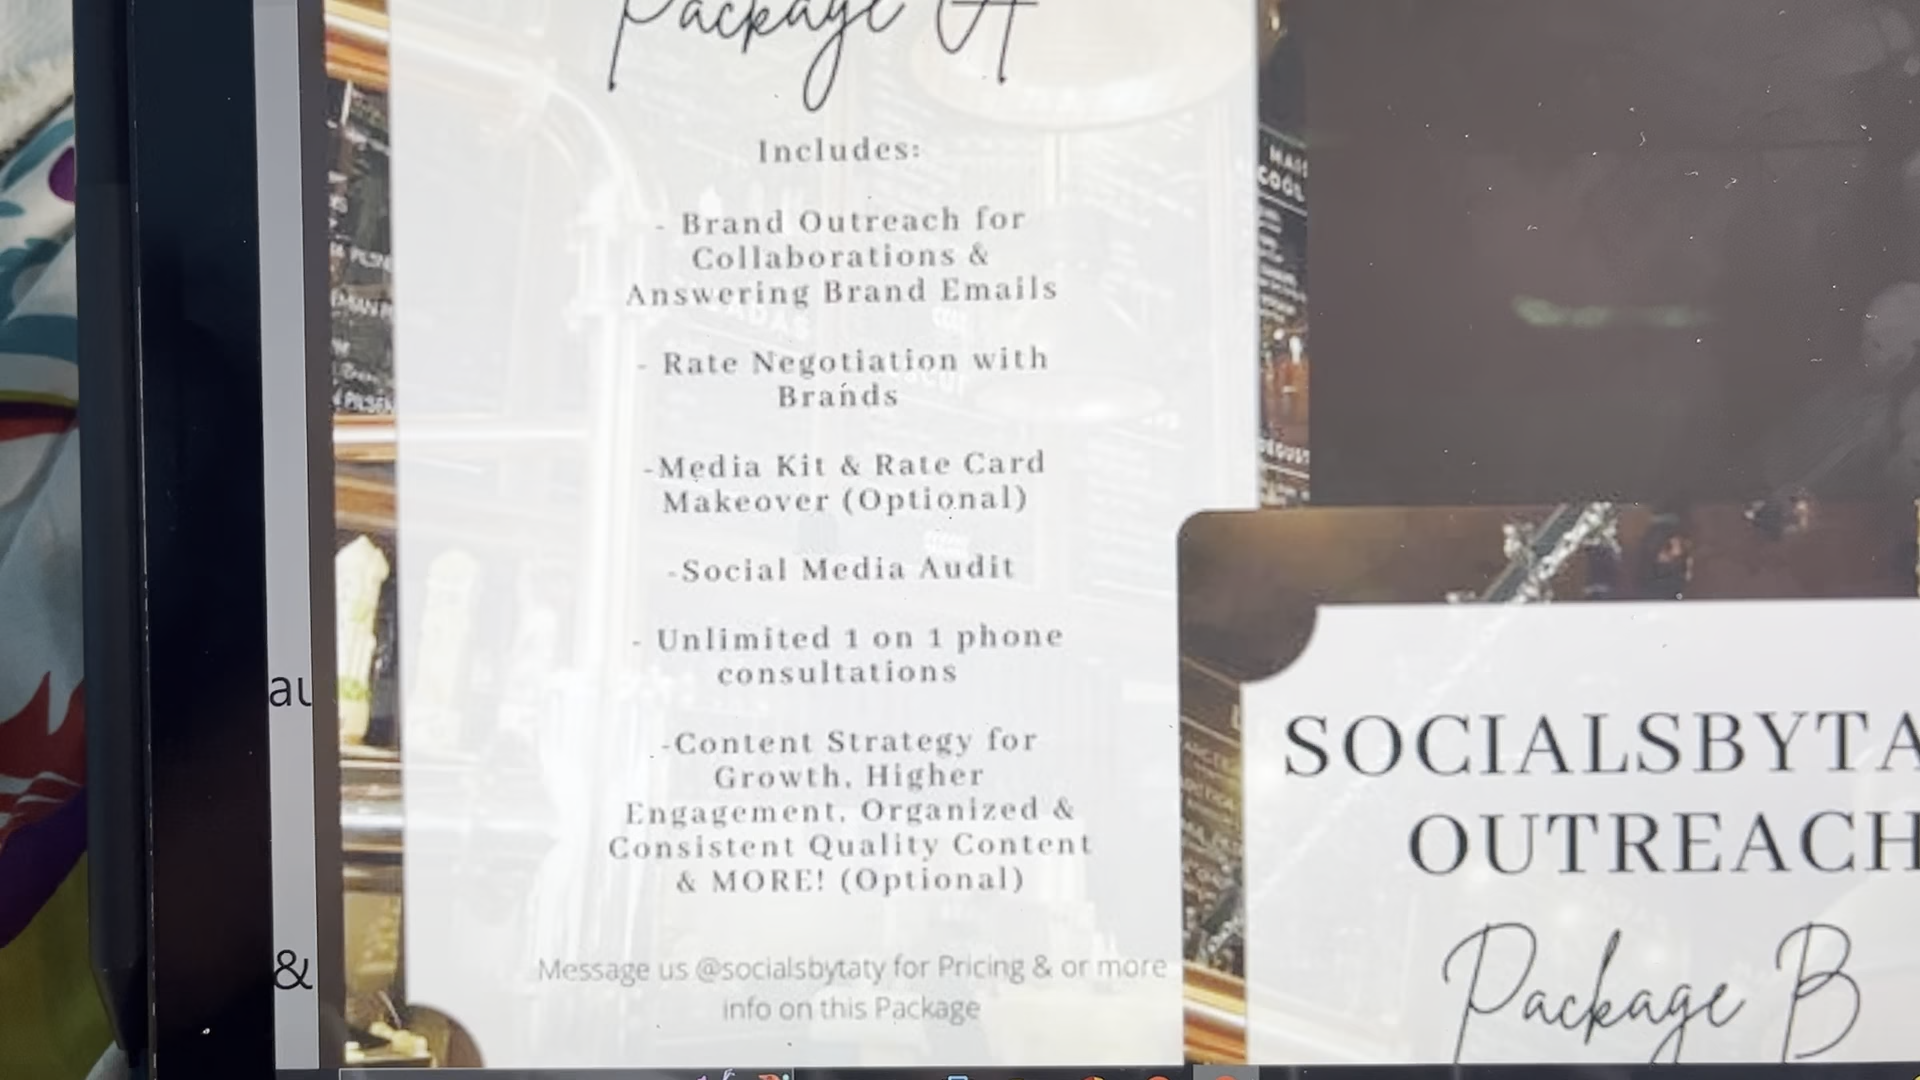 Package A
Includes:
- Brand Outreach for
Collaborations &
Answering Brand Emails
- Rate Negotiation with
Brands
-Media Kit & Rate Card
Makeover (Optional)
-Social Media Audit
- Unlimited 1 on 1 phone
consultations
-Content Strategy for
Growth, Higher
Engagement, Organized &
Consistent Quality Content
& MORE! (Optional)
Message us @socialsbytaty for Pricing & or more
info on this Package
au
&
SOCIALSBYTA
OUTREACH
Package B